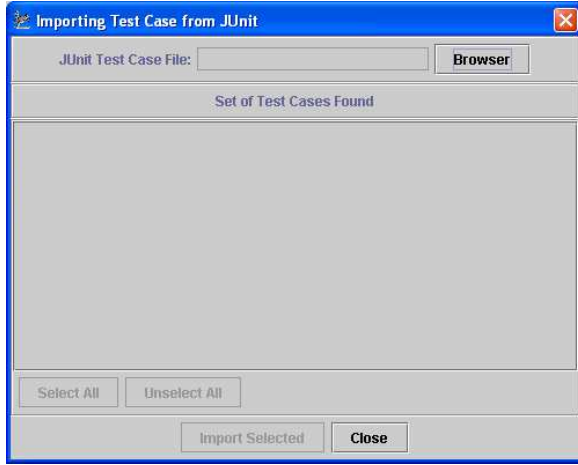 Importing Test Case from JUnit
JUnit Test Case File: Browser
Set of Test Cases Found
Select All Unselect All
Import Selected Close